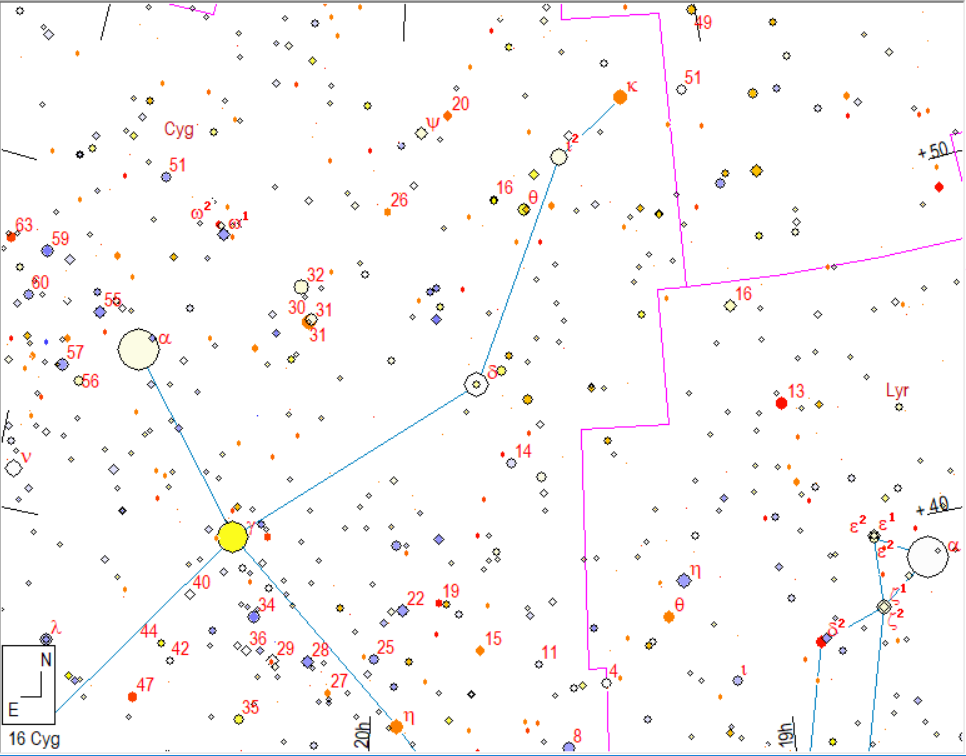 49
κ
51
20
ψ
Cyg
ι²
+50
51
16
θ
26
ω²
ω¹
63
59
32
60
55
30
31
31
16
α
57
56
δ
13
Lyr
14
ν
+40
γ
ε²
ε¹
ε²
α
40
η
19
ζ¹
34
22
θ
ζ²
λ
44
δ²
42
36
29
28
25
15
11
N
4
ι
47
27
E
35
η
20h
19h
16 Cyg
8